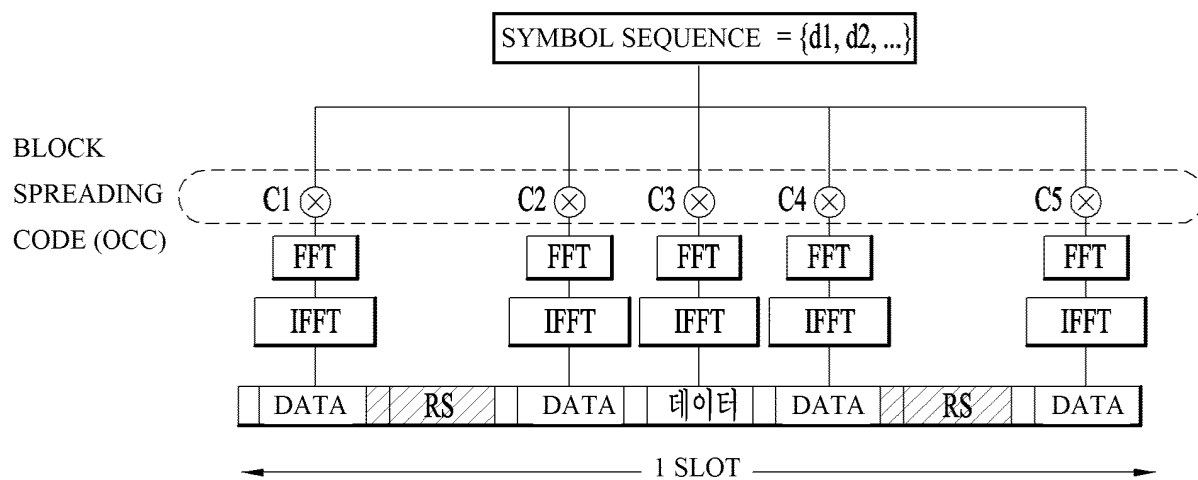 SYMBOL SEQUENCE = {d1, d2, ...}
BLOCK
SPREADING
CODE (OCC)
C1 C2 C3 C4 C5
FFT FFT FFT FFT FFT
IFFT IFFT IFFT IFFT IFFT
DATA RS DATA 데이터 DATA RS DATA
1 SLOT